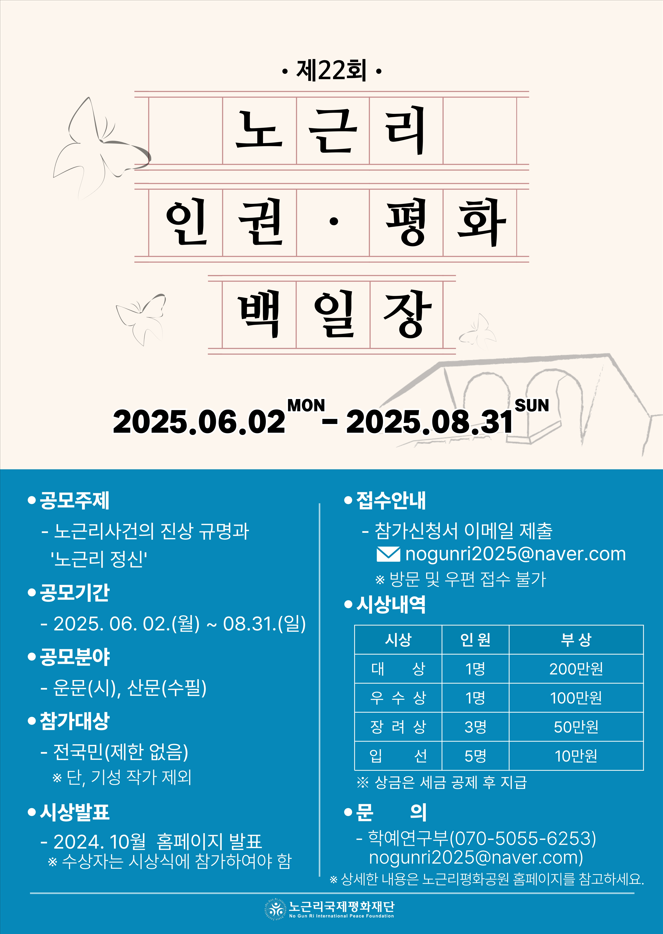 · 제22회 ·
노근리
인권·평화
백일장
2025.06.02 MON – 2025.08.31 SUN
• 공모주제
- 노근리사건의 진상 규명과
'노근리 정신'
• 공모기간
- 2025. 06. 02.(월) ~ 08.31.(일)
• 공모분야
- 운문(시), 산문(수필)
• 참가대상
- 전국민(제한 없음)
※ 단, 기성 작가 제외
• 시상발표
- 2024. 10월 홈페이지 발표
※ 수상자는 시상식에 참가하여야 함
• 접수안내
- 참가신청서 이메일 제출
nogunri2025@naver.com
※ 방문 및 우편 접수 불가
• 시상내역
시상 인 원 부 상
대 상 1명 200만원
우 수 상 1명 100만원
장 려 상 3명 50만원
입 선 5명 10만원
※ 상금은 세금 공제 후 지급
• 문 의
- 학예연구부(070-5055-6253)
nogunri2025@naver.com)
※ 상세한 내용은 노근리평화공원 홈페이지를 참고하세요.
노근리국제평화재단
No Gun Ri International Peace Foundation